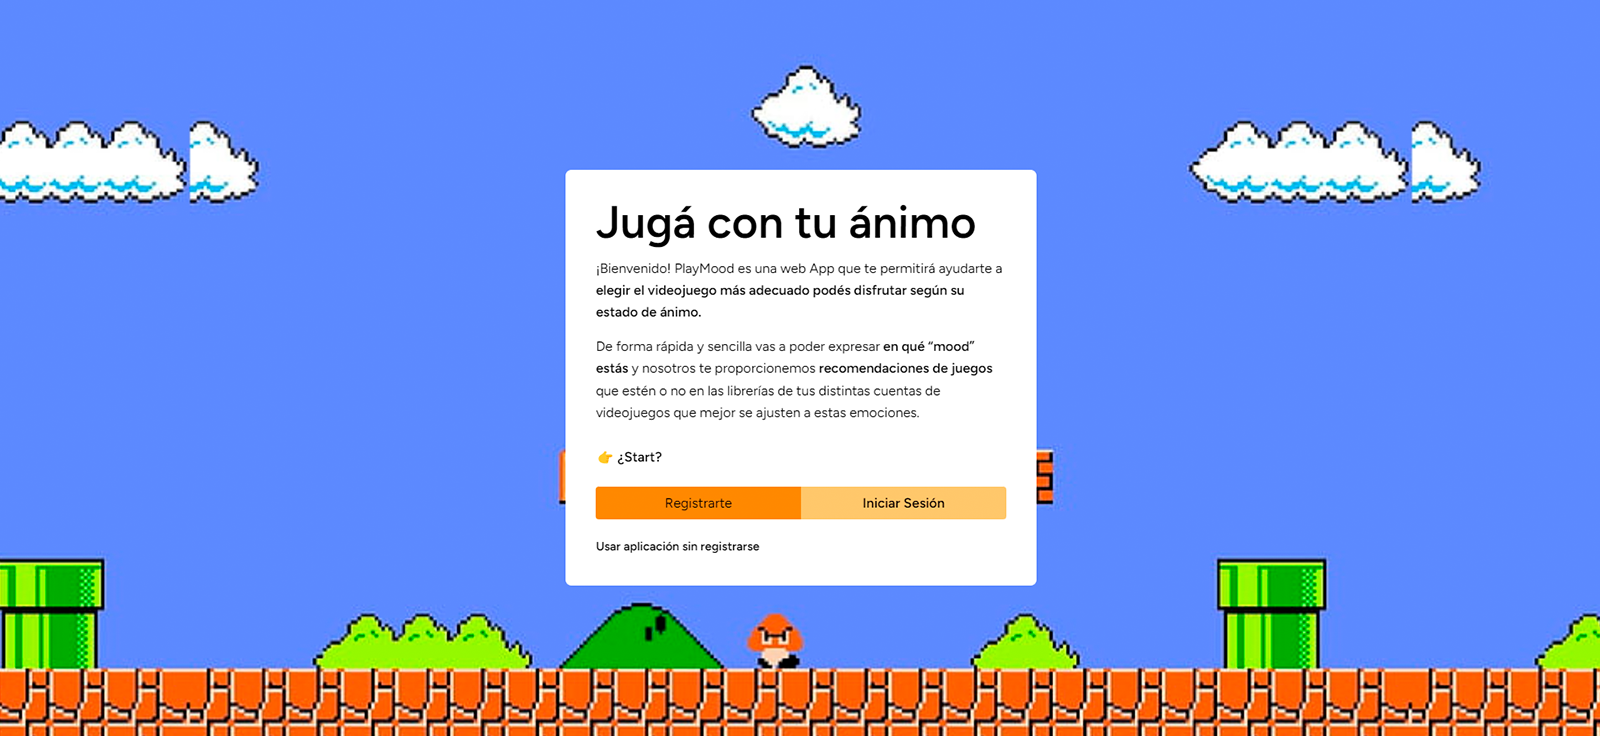 Jugá con tu ánimo
¡Bienvenido! PlayMood es una web App que te permitirá ayudarte a
elegir el videojuego más adecuado podés disfrutar según su
estado de ánimo.
De forma rápida y sencilla vas a poder expresar en qué “mood”
estás y nosotros te proporcionemos recomendaciones de juegos
que estén o no en las librerías de tus distintas cuentas de
videojuegos que mejor se ajusten a estas emociones.
👉 ¿Start?
Registrarte
Iniciar Sesión
Usar aplicación sin registrarse